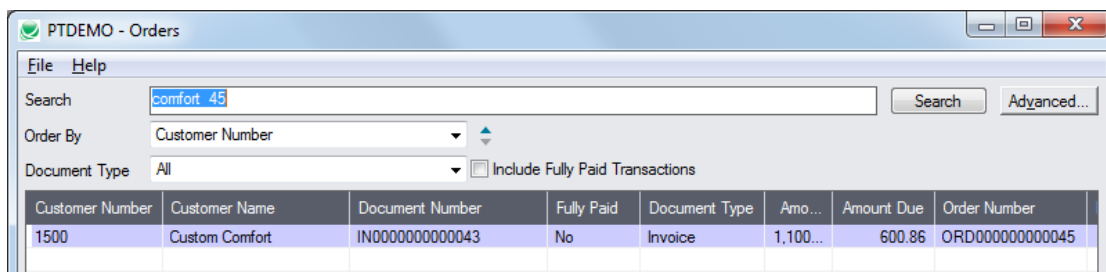 PTDEMO - Orders
File Help
Search comfort 45 Search Advanced...
Order By Customer Number
Document Type All Include Fully Paid Transactions
Customer Number Customer Name Document Number Fully Paid Document Type Amo... Amount Due Order Number
1500 Custom Comfort IN0000000000043 No Invoice 1,100... 600.86 ORD000000000045